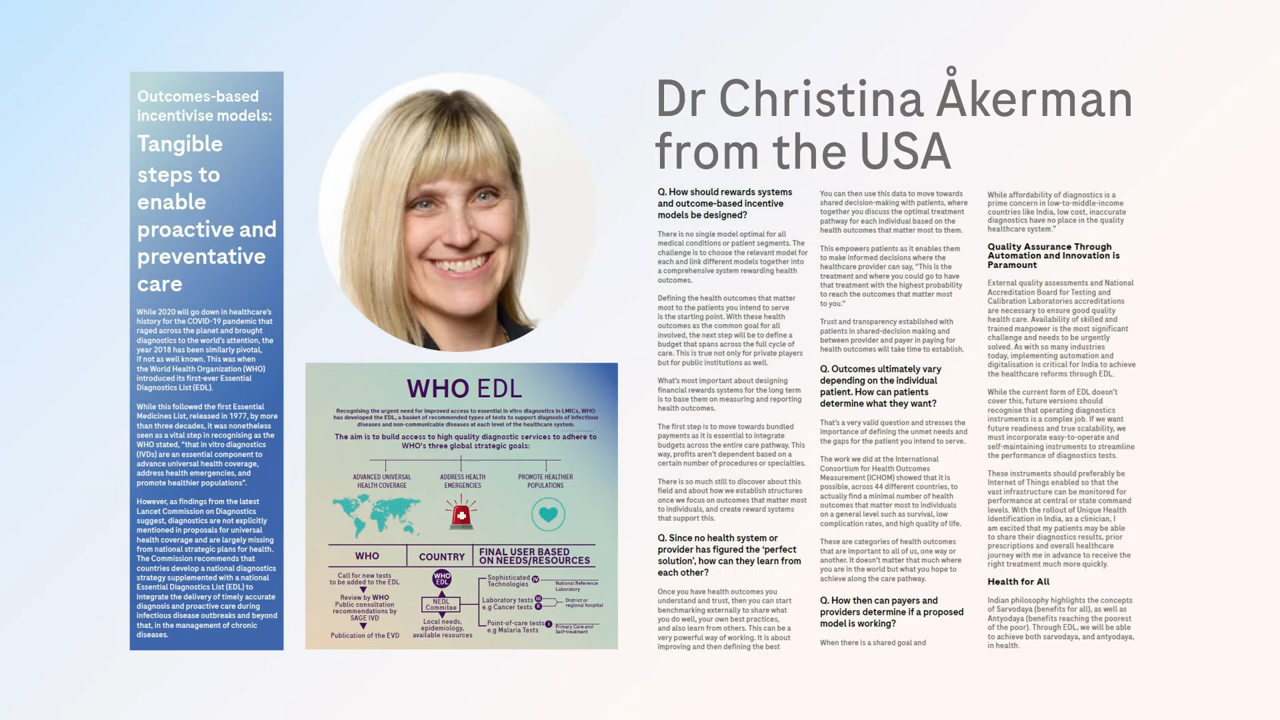 Outcomes-based
incentivise models:
Tangible
steps to
enable
proactive and
preventative
care
While 2020 will go down in healthcare's
history for the COVID-19 pandemic that
raged across the planet and brought
diagnostics to the world's attention, the
year 2018 has been similarly pivotal,
if not as well known. This was when
the World Health Organization (WHO)
introduced its first-ever Essential
Diagnostics List (EDL).
While this followed the first Essential
Medicines List, released in 1977, by more
than three decades, it was nonetheless
seen as a vital step in recognising as the
WHO stated, "that in vitro diagnostics
(IVDs) are an essential component to
advance universal health coverage,
address health emergencies, and
promote healthier populations".
However, as findings from the latest
Lancet Commission on Diagnostics
suggest, diagnostics are not explicitly
mentioned in proposals for universal
health coverage and are largely missing
from national strategic plans for health.
The Commission recommends that
countries develop a national diagnostics
strategy supplemented with a national
Essential Diagnostics List (EDL) to
integrate the delivery of timely accurate
diagnosis and proactive care during
infectious disease outbreaks and beyond
that, in the management of chronic
diseases.
WHO EDL
Recognising the urgent need for improved access to essential in vitro diagnostics in LMICs, WHO
has developed the EDL, a basket of recommended types of tests to support diagnosis of infectious
diseases and non-communicable diseases at each level of the healthcare system.
The aim is to build access to high quality diagnostic services to adhere to
WHO's three global strategic goals:
ADVANCED UNIVERSAL
HEALTH COVERAGE
ADDRESS HEALTH
EMERGENCIES
PROMOTE HEALTHIER
POPULATIONS
WHO
COUNTRY
FINAL USER BASED
ON NEEDS/RESOURCES
Call for new tests
to be added to the EDL
Review by WHO
Public consultation
recommendations by
SAGE IVD
Publication of the EVD
WHO
EDL
NEDL
Commitee
Local needs,
epidemiology,
available resources
Sophisticated
Technologies
IV
National Reference
Laboratory
Laboratory tests
e.g Cancer tests
III
II
District or
regional hospital
Point-of-care tests
e.g Malaria Tests
I
Primary Care and
Self-treatment
Dr Christina Åkerman
from the USA
Q. How should rewards systems
and outcome-based incentive
models be designed?
There is no single model optimal for all
medical conditions or patient segments. The
challenge is to choose the relevant model for
each and link different models together into
a comprehensive system rewarding health
outcomes.
Defining the health outcomes that matter
most to the patients you intend to serve
is the starting point. With these health
outcomes as the common goal for all
involved, the next step will be to define a
budget that spans across the full cycle of
care. This is true not only for private players
but for public institutions as well.
What's most important about designing
financial rewards systems for the long term
is to base them on measuring and reporting
health outcomes.
The first step is to move towards bundled
payments as it is essential to integrate
budgets across the entire care pathway. This
way, profits aren't dependent based on a
certain number of procedures or specialties.
There is so much still to discover about this
field and about how we establish structures
once we focus on outcomes that matter most
to individuals, and create reward systems
that support this.
Q. Since no health system or
provider has figured the 'perfect
solution', how can they learn from
each other?
Once you have health outcomes you
understand and trust, then you can start
benchmarking externally to share what
you do well, your own best practices,
and also learn from others. This can be a
very powerful way of working. It is about
improving and then defining the best
You can then use this data to move towards
shared decision-making with patients, where
together you discuss the optimal treatment
pathway for each individual based on the
health outcomes that matter most to them.
This empowers patients as it enables them
to make informed decisions where the
healthcare provider can say, "This is the
treatment and where you could go to have
that treatment with the highest probability
to reach the outcomes that matter most
to you."
Trust and transparency established with
patients in shared-decision making and
between provider and payer in paying for
health outcomes will take time to establish.
Q. Outcomes ultimately vary
depending on the individual
patient. How can patients
determine what they want?
That's a very valid question and stresses the
importance of defining the unmet needs and
the gaps for the patient you intend to serve.
The work we did at the International
Consortium for Health Outcomes
Measurement (ICHOM) showed that it is
possible, across 44 different countries, to
actually find a minimal number of health
outcomes that matter most to individuals
on a general level such as survival, low
complication rates, and high quality of life.
These are categories of health outcomes
that are important to all of us, one way or
another. It doesn't matter that much where
you are in the world but what you hope to
achieve along the care pathway.
Q. How then can payers and
providers determine if a proposed
model is working?
When there is a shared goal and
While affordability of diagnostics is a
prime concern in low-to-middle-income
countries like India, low cost, inaccurate
diagnostics have no place in the quality
healthcare system."
Quality Assurance Through
Automation and Innovation is
Paramount
External quality assessments and National
Accreditation Board for Testing and
Calibration Laboratories accreditations
are necessary to ensure good quality
health care. Availability of skilled and
trained manpower is the most significant
challenge and needs to be urgently
solved. As with so many industries
today, implementing automation and
digitalisation is critical for India to achieve
the healthcare reforms through EDL.
While the current form of EDL doesn't
cover this, future versions should
recognise that operating diagnostic
instruments is a complex job. If we want
future readiness and true scalability, we
must incorporate easy-to-operate and
self-maintaining instruments to streamline
the performance of diagnostics tests.
These instruments should preferably be
Internet of Things enabled so that the
vast infrastructure can be monitored for
performance at central or state command
levels. With the rollout of Unique Health
Identification in India, as a clinician, I
am excited that my patients may be able
to share their diagnostics results, prior
prescriptions and overall healthcare
journey with me in advance to receive the
right treatment much more quickly.
Health for All
Indian philosophy highlights the concepts
of Sarvodaya (benefits for all), as well as
Antyodaya (benefits reaching the poorest
of the poor). Through EDL, we will be able
to achieve both sarvodaya, and antyodaya,
in health.